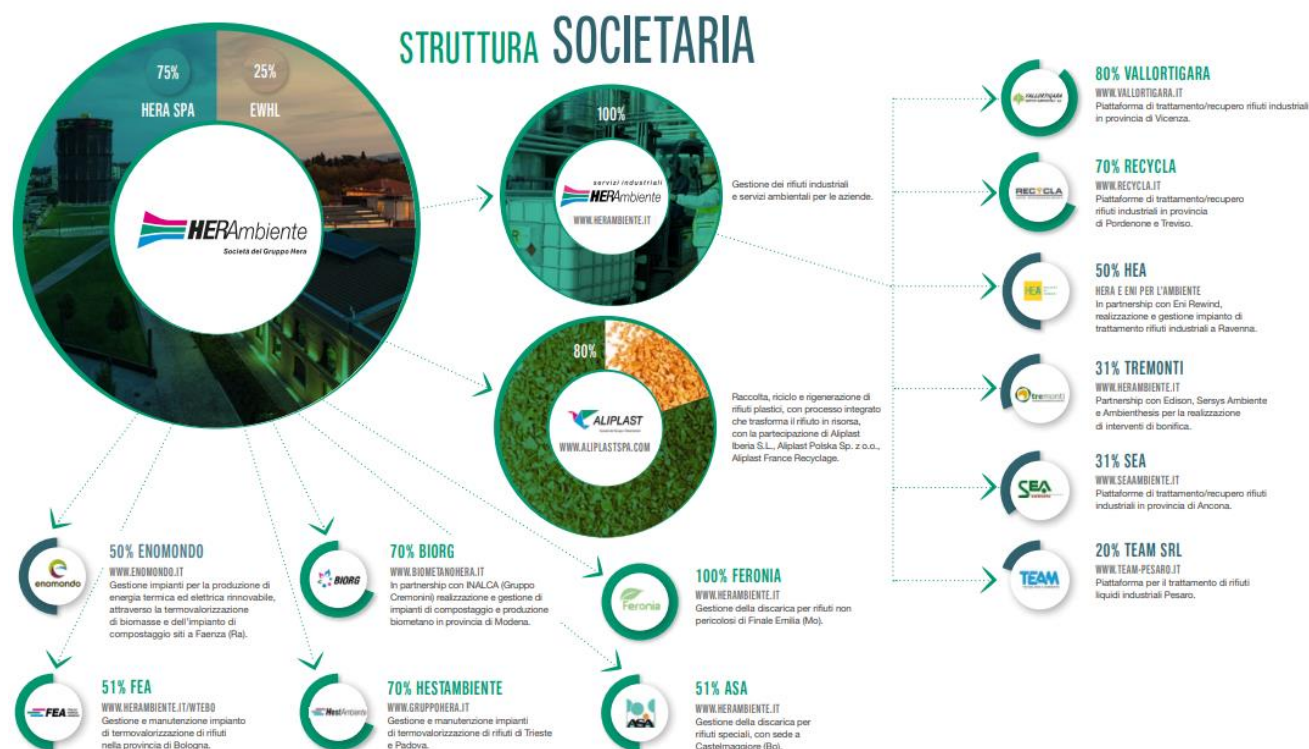 STRUTTURA SOCIETARIA
75%
HERA SPA
25%
EWHL
HERAmbiente
Società del Gruppo Hera
100%
servizi industriali
HERAmbiente
WWW.HERAMBIENTE.IT
Gestione dei rifiuti industriali
e servizi ambientali per le aziende.
80%
ALIPLAST
WWW.ALIPLASTSPA.COM
Raccolta, riciclo e rigenerazione di
rifiuti plastici, con processo integrato
che trasforma il rifiuto in risorsa,
con la partecipazione di Aliplast
Iberia S.L., Aliplast Polska Sp. z o.o.,
Aliplast France Recyclage.
VALLORTIGARA
80% VALLORTIGARA
WWW.VALLORTIGARA.IT
Piattaforma di trattamento/recupero rifiuti industriali
in provincia di Vicenza.
RECYCLA
70% RECYCLA
WWW.RECYCLA.IT
Piattaforme di trattamento/recupero
rifiuti industriali in provincia
di Pordenone e Treviso.
HEA
50% HEA
HERA E ENI PER L'AMBIENTE
In partnership con Eni Rewind,
realizzazione e gestione impianto di
trattamento rifiuti industriali a Ravenna.
tremonti
31% TREMONTI
WWW.HERAMBIENTE.IT
Partnership con Edison, Sersys Ambiente
e Ambienthesis per la realizzazione
di interventi di bonifica.
SEA
31% SEA
WWW.SEAAMBIENTE.IT
Piattaforme di trattamento/recupero rifiuti
industriali in provincia di Ancona.
TEAM
20% TEAM SRL
WWW.TEAM-PESARO.IT
Piattaforma per il trattamento di rifiuti
liquidi industriali Pesaro.
enomondo
50% ENOMONDO
WWW.ENOMONDO.IT
Gestione impianti per la produzione di
energia termica ed elettrica rinnovabile,
attraverso la termovalorizzazione
di biomasse e dell'impianto di
compostaggio siti a Faenza (Ra).
BIORG
70% BIORG
WWW.BIOMETANOHERA.IT
In partnership con INALCA (Gruppo
Cremonini) realizzazione e gestione di
impianti di compostaggio e produzione
biometano in provincia di Modena.
Feronia
100% FERONIA
WWW.HERAMBIENTE.IT
Gestione della discarica per rifiuti non
pericolosi di Finale Emilia (Mo).
FEA
51% FEA
WWW.HERAMBIENTE.IT/WTEBO
Gestione e manutenzione impianto
di termovalorizzazione di rifiuti
nella provincia di Bologna.
HestAmbiente
70% HESTAMBIENTE
WWW.GRUPPOHERA.IT
Gestione e manutenzione impianti
di termovalorizzazione di rifiuti di Trieste
e Padova.
ASA
51% ASA
WWW.HERAMBIENTE.IT
Gestione della discarica per
rifiuti speciali, con sede a
Castelmaggiore (Bo).